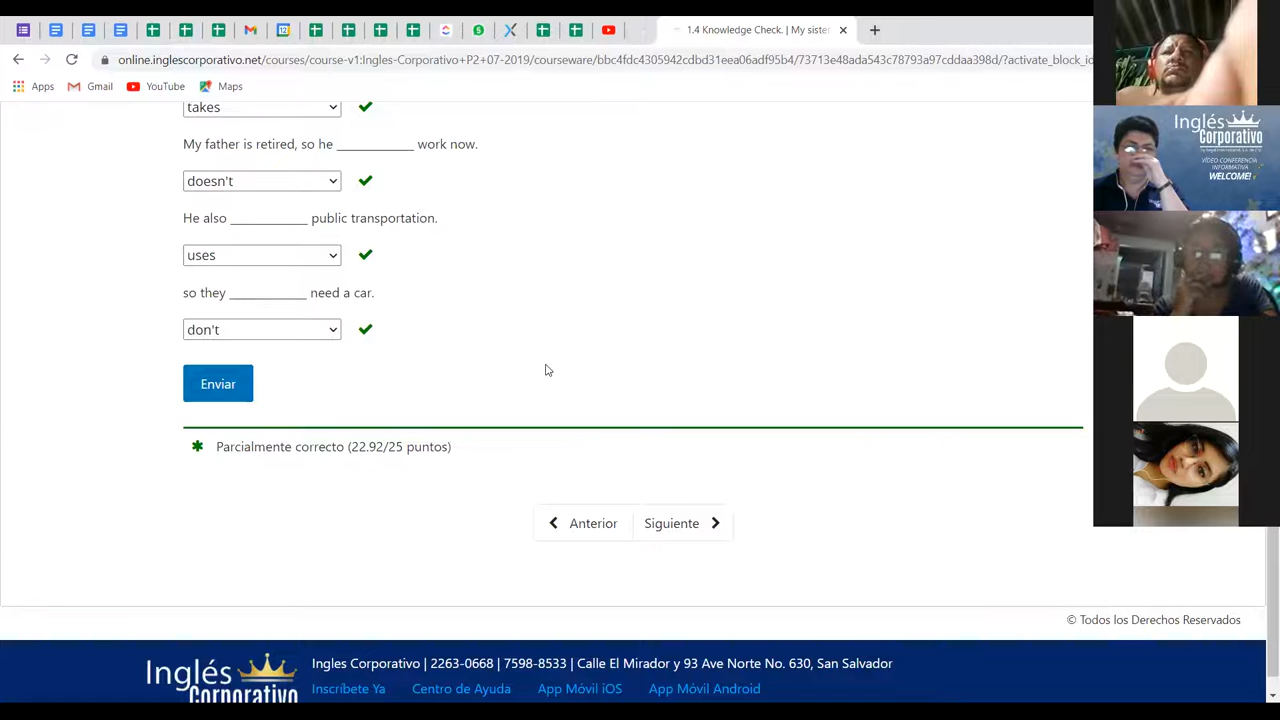 1.4 Knowledge Check. | My sister
online.inglescorporativo.net/courses/course-v1:Ingles-Corporativo+P2+07-2019/courseware/bbc4fdc4305942cdbd31eea06adf95b4/73713e48ada543c78793a97cddaa398d/?activate_block_id
Apps Gmail YouTube Maps
takes
My father is retired, so he ____________ work now.
doesn't
He also ____________ public transportation.
uses
so they ____________ need a car.
don't
Enviar
Parcialmente correcto (22.92/25 puntos)
Anterior Siguiente
© Todos los Derechos Reservados
Inglés Corporativo
Ingles Corporativo | 2263-0668 | 7598-8533 | Calle El Mirador y 93 Ave Norte No. 630, San Salvador
Inscríbete Ya Centro de Ayuda App Móvil iOS App Móvil Android
Inglés
Corporativo
VÍDEO CONFERENCIA
INFORMATIVA
WELCOME!